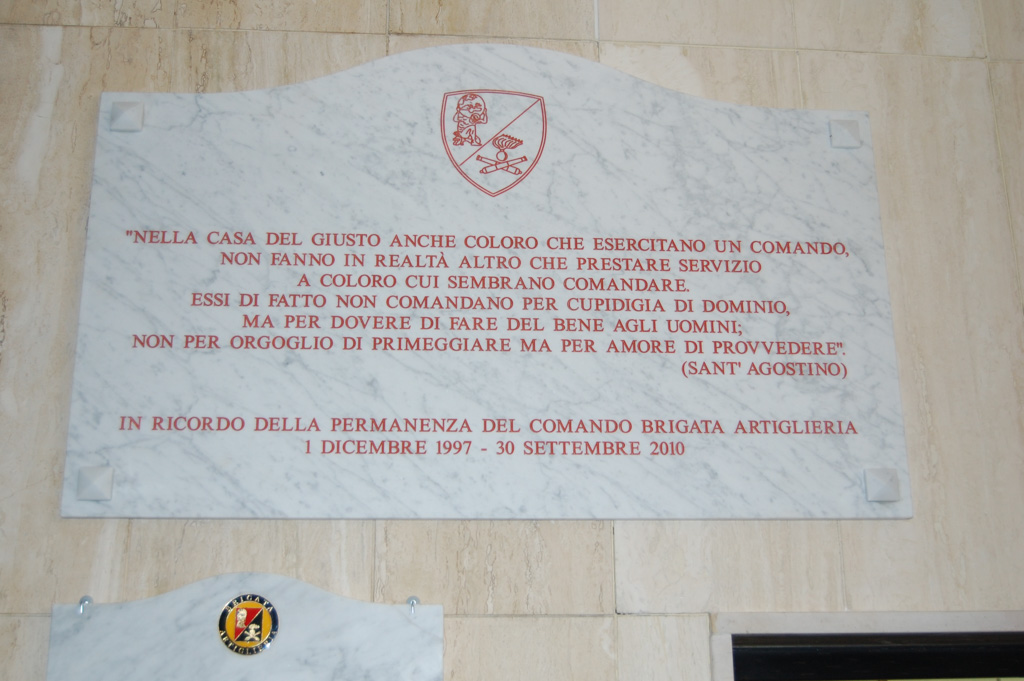 "NELLA CASA DEL GIUSTO ANCHE COLORO CHE ESERCITANO UN COMANDO,
NON FANNO IN REALTÀ ALTRO CHE PRESTARE SERVIZIO
A COLORO CUI SEMBRANO COMANDARE.
ESSI DI FATTO NON COMANDANO PER CUPIDIGIA DI DOMINIO,
MA PER DOVERE DI FARE DEL BENE AGLI UOMINI;
NON PER ORGOGLIO DI PRIMEGGIARE MA PER AMORE DI PROVVEDERE".
(SANT' AGOSTINO)
IN RICORDO DELLA PERMANENZA DEL COMANDO BRIGATA ARTIGLIERIA
1 DICEMBRE 1997 - 30 SETTEMBRE 2010
BRIGATA
ARTIGLIERIA